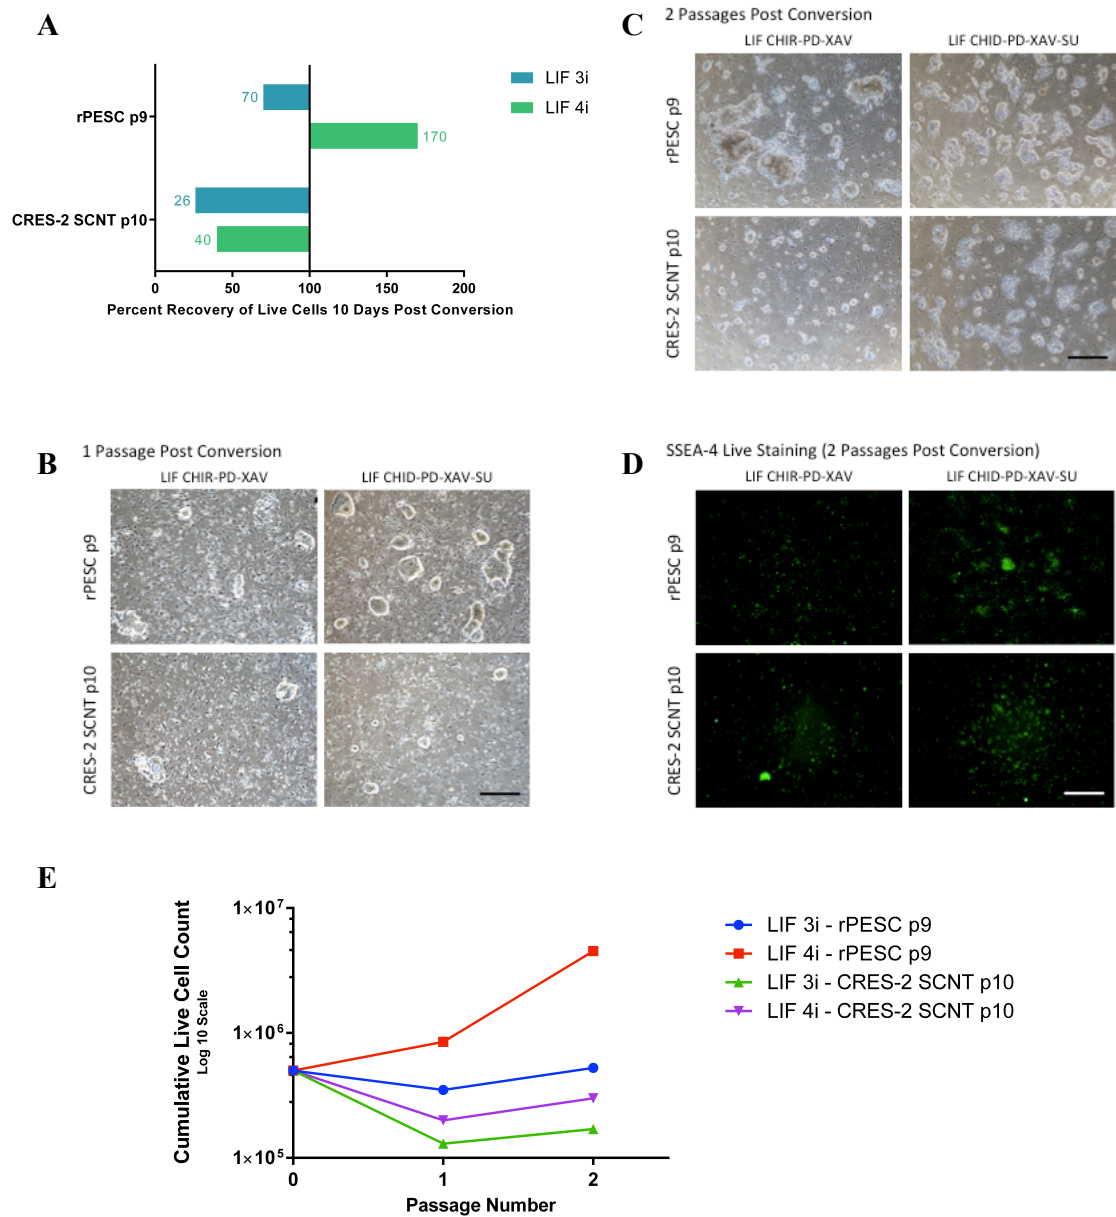 A
LIF 3i
LIF 4i
rPESC p9
70
170
CRES-2 SCNT p10
26
40
0 50 100 150 200
Percent Recovery of Live Cells 10 Days Post Conversion
B
1 Passage Post Conversion
LIF CHIR-PD-XAV LIF CHID-PD-XAV-SU
rPESC p9
CRES-2 SCNT p10
C
2 Passages Post Conversion
LIF CHIR-PD-XAV LIF CHID-PD-XAV-SU
rPESC p9
CRES-2 SCNT p10
D
SSEA-4 Live Staining (2 Passages Post Conversion)
LIF CHIR-PD-XAV LIF CHID-PD-XAV-SU
rPESC p9
CRES-2 SCNT p10
E
Cumulative Live Cell Count
Log 10 Scale
1×10⁷
1×10⁶
1×10⁵
0 1 2
Passage Number
LIF 3i - rPESC p9
LIF 4i - rPESC p9
LIF 3i - CRES-2 SCNT p10
LIF 4i - CRES-2 SCNT p10